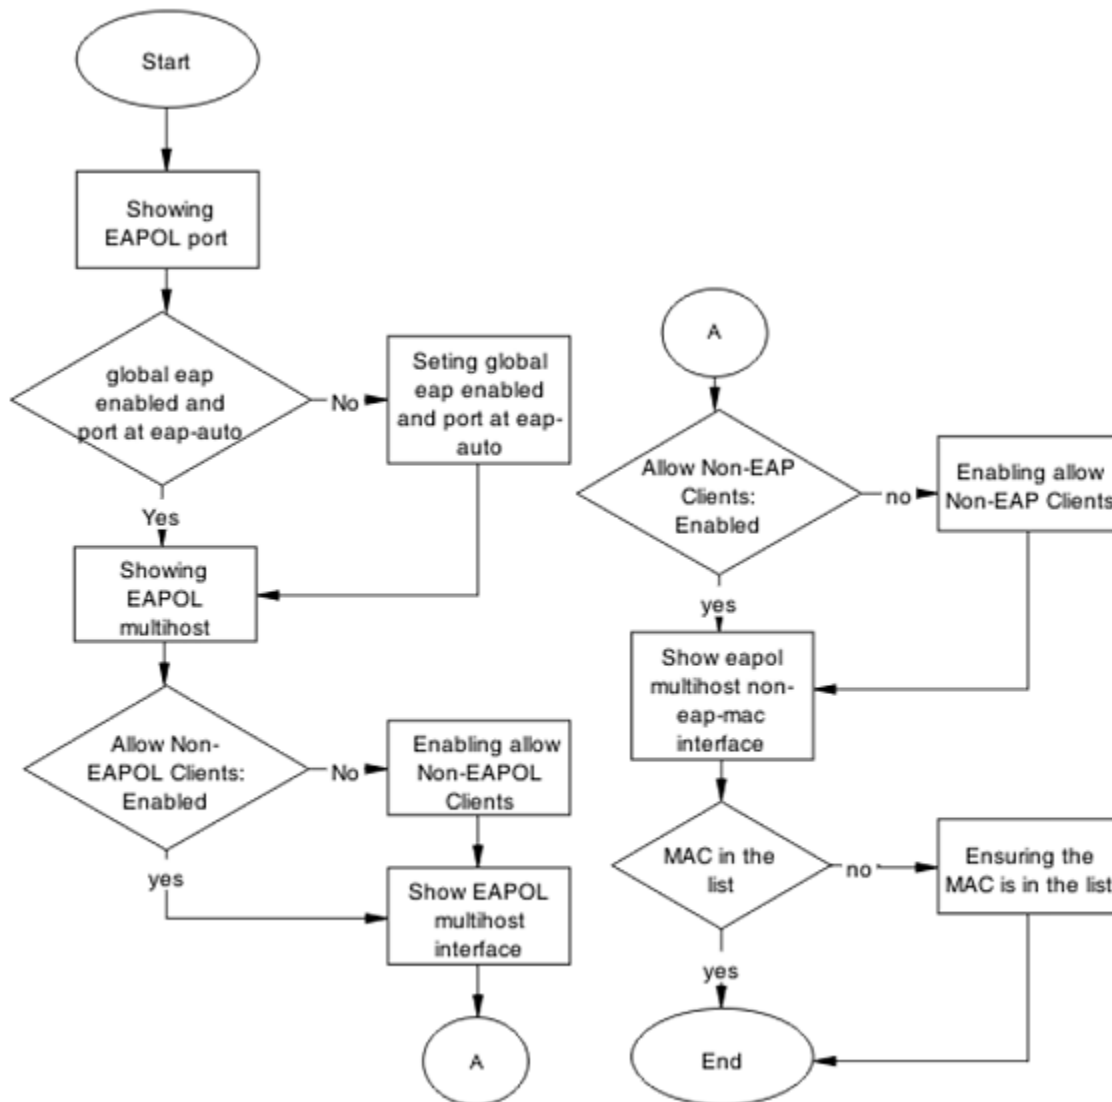 Start
Showing
EAPOL port
global eap
enabled and
port at eap-auto
No
Seting global
eap enabled
and port at eap-
auto
Yes
Showing
EAPOL
multihost
Allow Non-
EAPOL Clients:
Enabled
No
Enabling allow
Non-EAPOL
Clients
yes
Show EAPOL
multihost
interface
A
A
Allow Non-EAP
Clients:
Enabled
no
Enabling allow
Non-EAP Clients
yes
Show eapol
multihost non-
eap-mac
interface
MAC in the
list
no
Ensuring the
MAC is in the list
yes
End